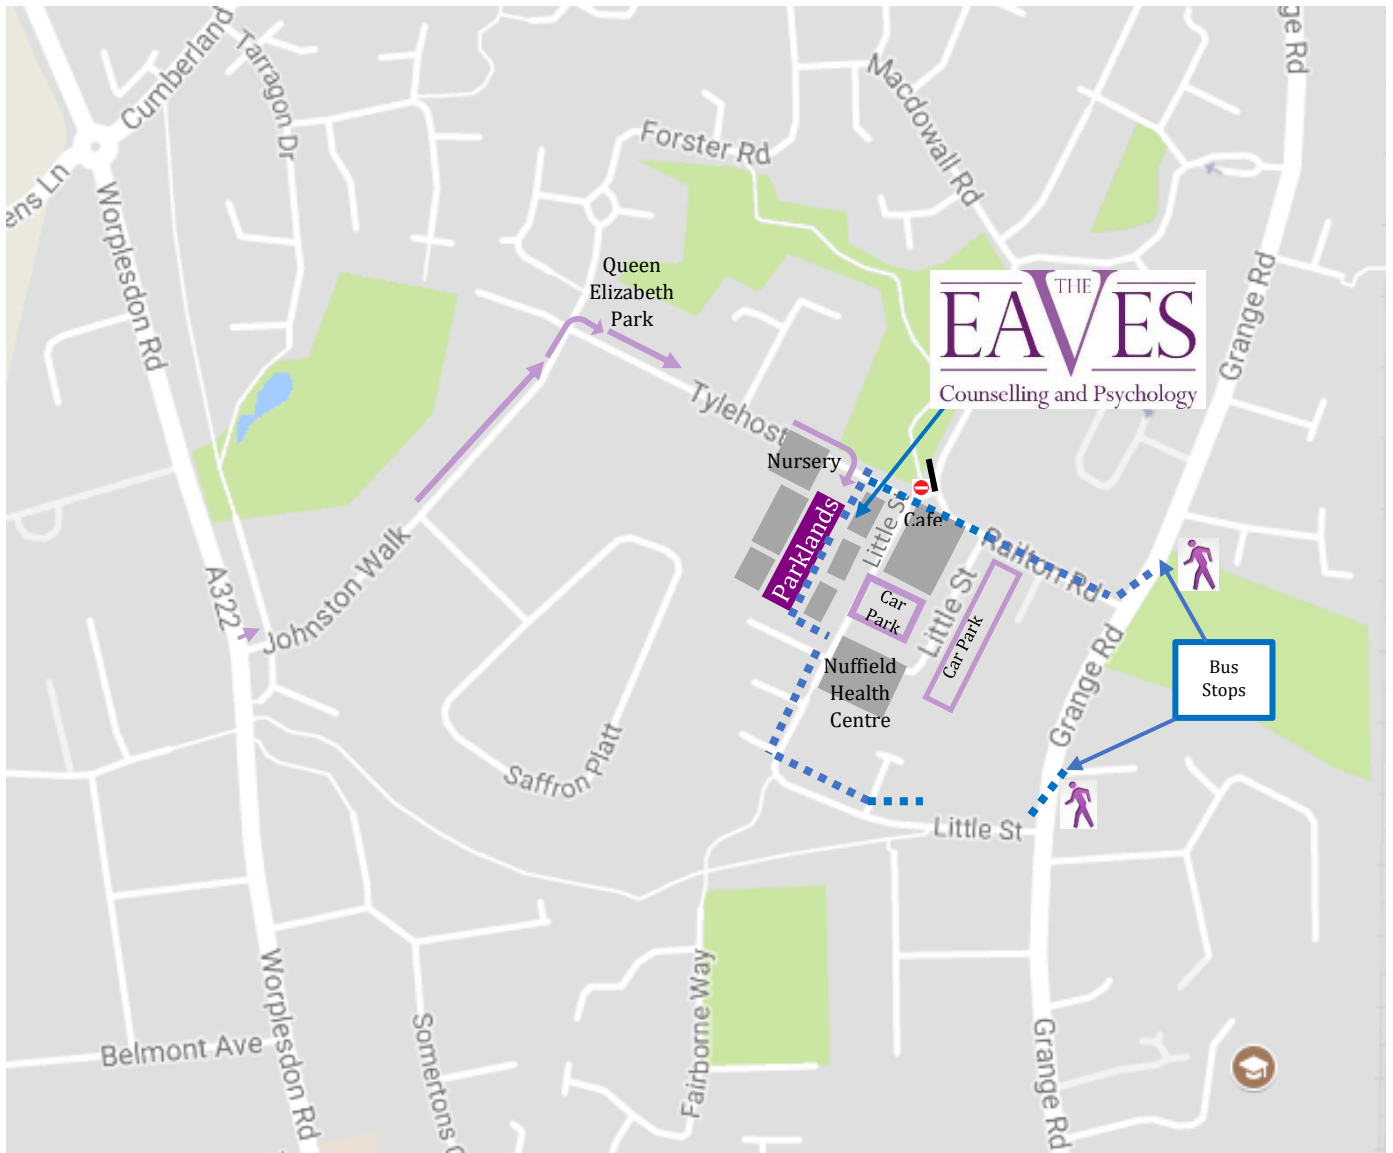 Cumberland
Tarragon Dr
ens Ln
Worplesdon Rd
Forster Rd
Macdowall Rd
ge Rd
Grange Rd
Queen
Elizabeth
Park
THE
EAVES
Counselling and Psychology
Tylehost
Nursery
Parklands
Little St
Cafe
Railton Rd
Car
Park
Little St
Car Park
Nuffield
Health
Centre
A322
Johnston Walk
Saffron Platt
Grange Rd
Bus
Stops
Little St
Belmont Ave
Worplesdon Rd
Somertons
Fairborne Way
Grange Rd